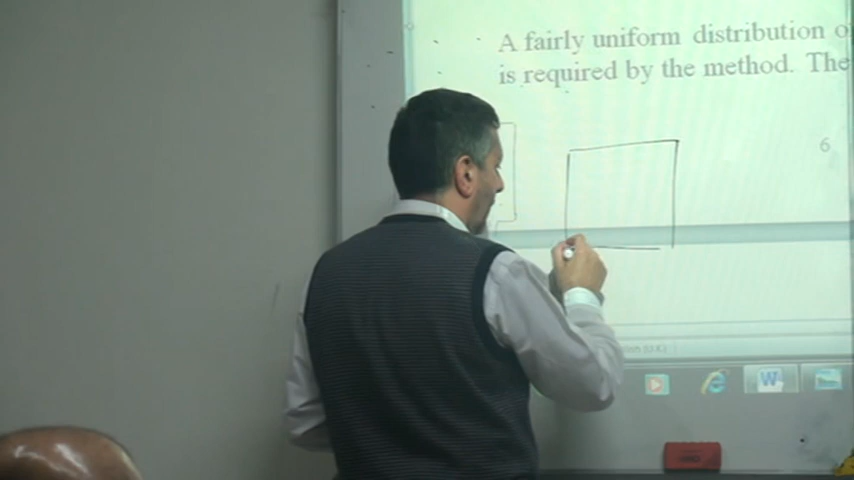 A fairly uniform distribution o
is required by the method. The
6
W